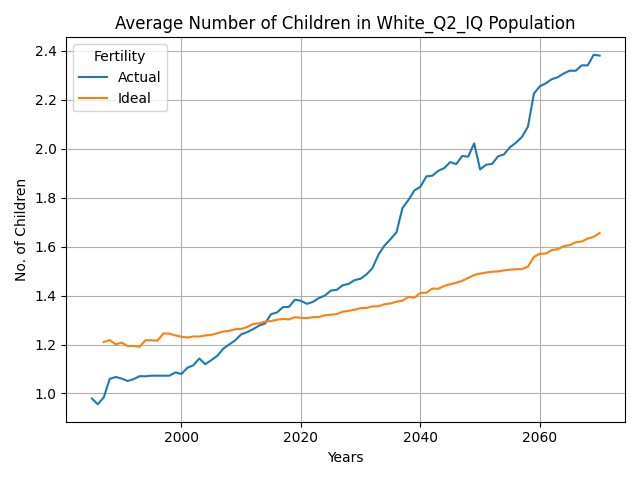 Average Number of Children in White_Q2_IQ Population
Fertility
Actual
Ideal
No. of Children
2.4
2.2
2.0
1.8
1.6
1.4
1.2
1.0
2000 2020 2040 2060
Years